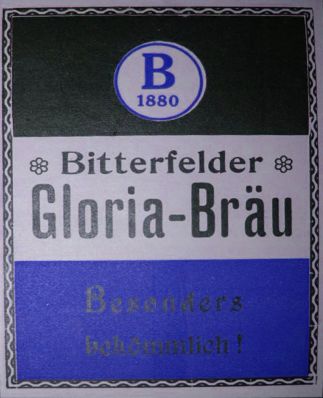 B
1880
Bitterfelder
Gloria-Bräu
Besonders
bekömmlich!